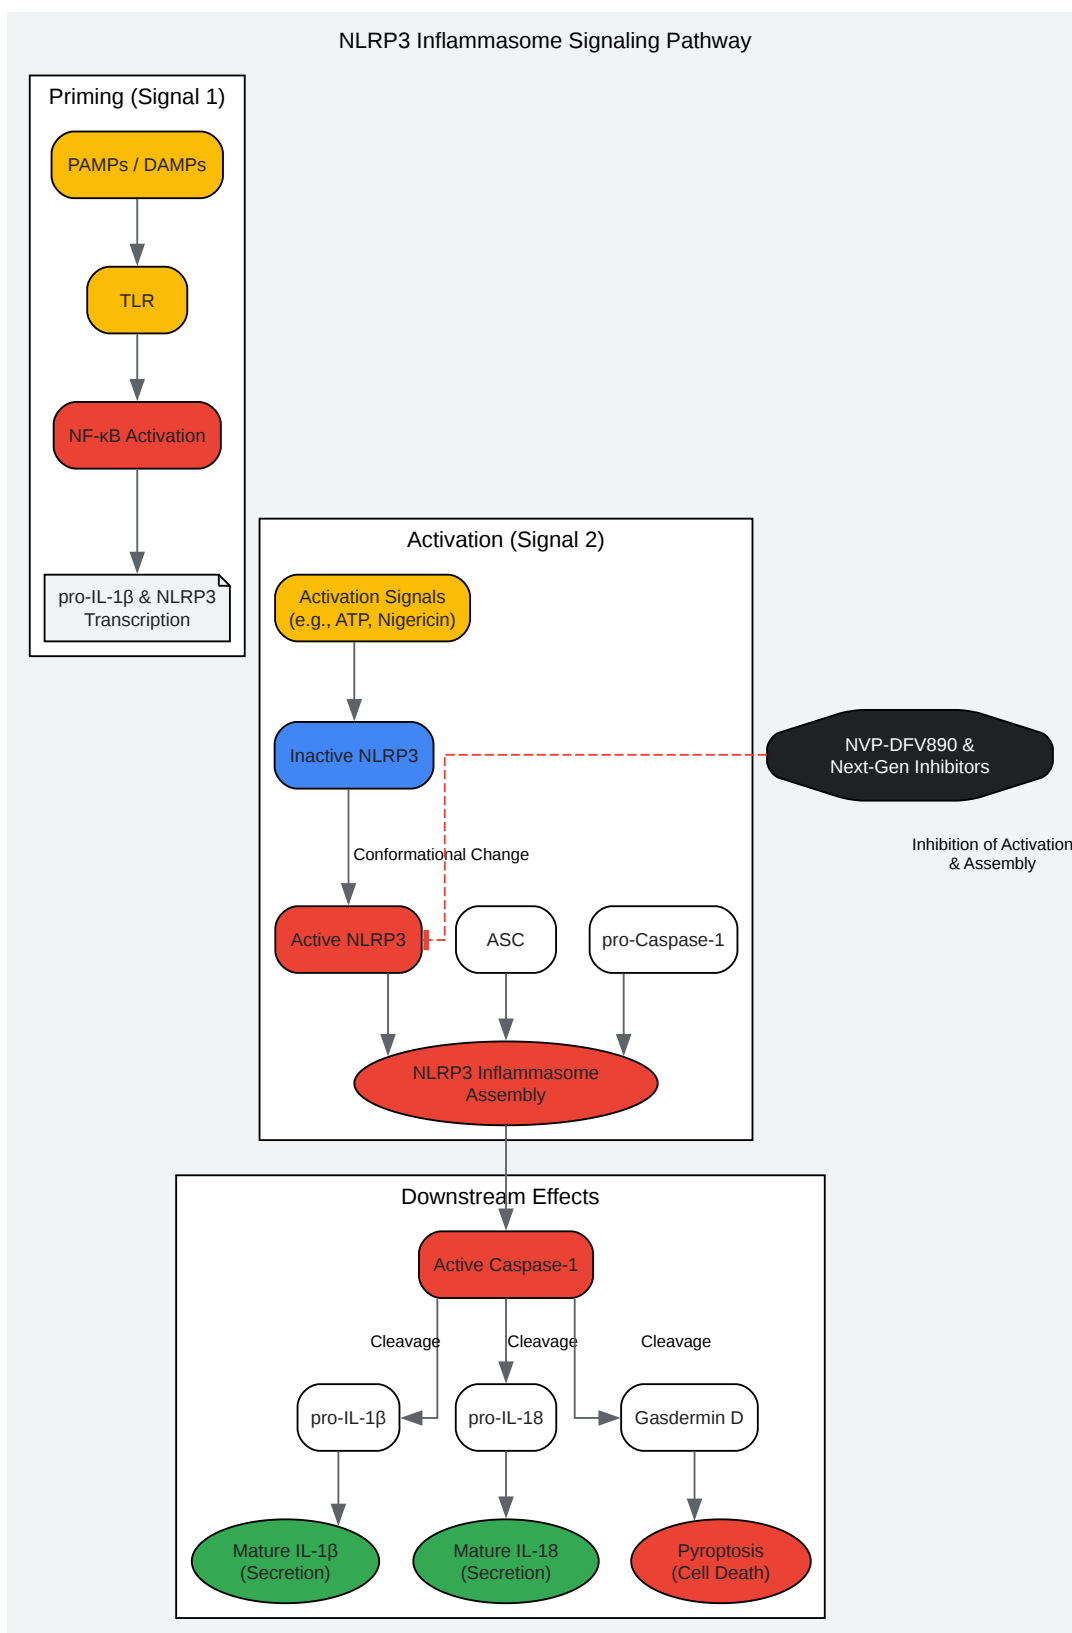 NLRP3 Inflammasome Signaling Pathway
Priming (Signal 1)
PAMPs / DAMPs
TLR
NF-κB Activation
pro-IL-1β & NLRP3
Transcription
Activation (Signal 2)
Activation Signals
(e.g., ATP, Nigericin)
Inactive NLRP3
NVP-DFV890 &
Next-Gen Inhibitors
Conformational Change
Inhibition of Activation
& Assembly
Active NLRP3
ASC
pro-Caspase-1
NLRP3 Inflammasome
Assembly
Downstream Effects
Active Caspase-1
Cleavage
Cleavage
Cleavage
pro-IL-1β
pro-IL-18
Gasdermin D
Mature IL-1β
(Secretion)
Mature IL-18
(Secretion)
Pyroptosis
(Cell Death)